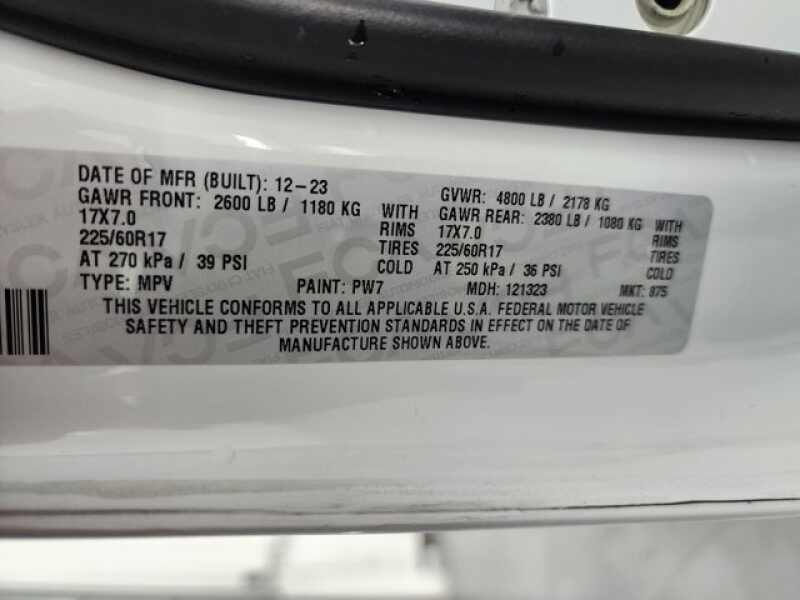 DATE OF MFR (BUILT): 12-23
GVWR: 4800 LB / 2178 KG
GAWR FRONT: 2600 LB / 1180 KG WITH
GAWR REAR: 2380 LB / 1080 KG WITH
17X7.0 RIMS
17X7.0 RIMS
225/60R17 TIRES
225/60R17 TIRES
AT 270 kPa / 39 PSI COLD
AT 250 kPa / 36 PSI COLD
TYPE: MPV PAINT: PW7 MDH: 121323 MKT: 875
THIS VEHICLE CONFORMS TO ALL APPLICABLE U.S.A. FEDERAL MOTOR VEHICLE
SAFETY AND THEFT PREVENTION STANDARDS IN EFFECT ON THE DATE OF
MANUFACTURE SHOWN ABOVE.